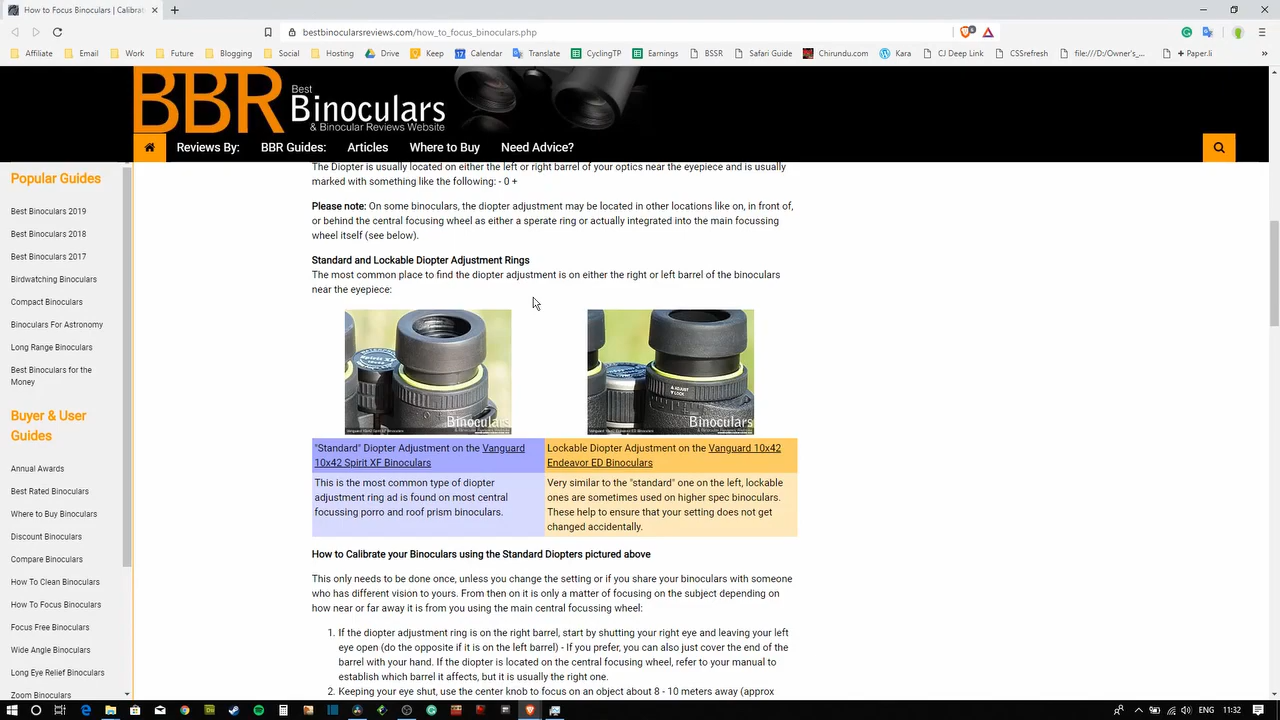 How to Focus Binoculars | Calibrat
bestbinocularsreviews.com/how_to_focus_binoculars.php
Affiliate
Email
Work
Future
Blogging
Social
Hosting
Drive
Keep
Calendar
Translate
CyclingTP
Earnings
BSSR
Safari Guide
Chirundu.com
Kara
CJ Deep Link
CSSrefresh
file:///D:/Owner's_...
+ Paper.li
BBR
Best
Binoculars
& Binocular Reviews Website
Reviews By:
BBR Guides:
Articles
Where to Buy
Need Advice?
Popular Guides
Best Binoculars 2019
Best Binoculars 2018
Best Binoculars 2017
Birdwatching Binoculars
Compact Binoculars
Binoculars For Astronomy
Long Range Binoculars
Best Binoculars for the
Money
Buyer & User
Guides
Annual Awards
Best Rated Binoculars
Where to Buy Binoculars
Discount Binoculars
Compare Binoculars
How To Clean Binoculars
How To Focus Binoculars
Focus Free Binoculars
Wide Angle Binoculars
Long Eye Relief Binoculars
Zoom Binoculars
The Diopter is usually located on either the left or right barrel of your optics near the eyepiece and is usually
marked with something like the following: - 0 +
Please note: On some binoculars, the diopter adjustment may be located in other locations like on, in front of,
or behind the central focusing wheel as either a sperate ring or actually integrated into the main focussing
wheel itself (see below).
Standard and Lockable Diopter Adjustment Rings
The most common place to find the diopter adjustment is on either the right or left barrel of the binoculars
near the eyepiece:
Spirit XF
Binoculars
ADJUST
LOCK
Binoculars
"Standard" Diopter Adjustment on the Vanguard
10x42 Spirit XF Binoculars
Lockable Diopter Adjustment on the Vanguard 10x42
Endeavor ED Binoculars
This is the most common type of diopter
adjustment ring ad is found on most central
focussing porro and roof prism binoculars.
Very similar to the "standard" one on the left, lockable
ones are sometimes used on higher spec binoculars.
These help to ensure that your setting does not get
changed accidentally.
How to Calibrate your Binoculars using the Standard Diopters pictured above
This only needs to be done once, unless you change the setting or if you share your binoculars with someone
who has different vision to yours. From then on it is only a matter of focusing on the subject depending on
how near or far away it is from you using the main central focussing wheel:
1. If the diopter adjustment ring is on the right barrel, start by shutting your right eye and leaving your left
eye open (do the opposite if it is on the left barrel) - If you prefer, you can also just cover the end of the
barrel with your hand. If the diopter is located on the central focusing wheel, refer to your manual to
establish which barrel it affects, but it is usually the right one.
2. Keeping your eye shut, use the center knob to focus on an object about 8 - 10 meters away (approx
ENG
11:32